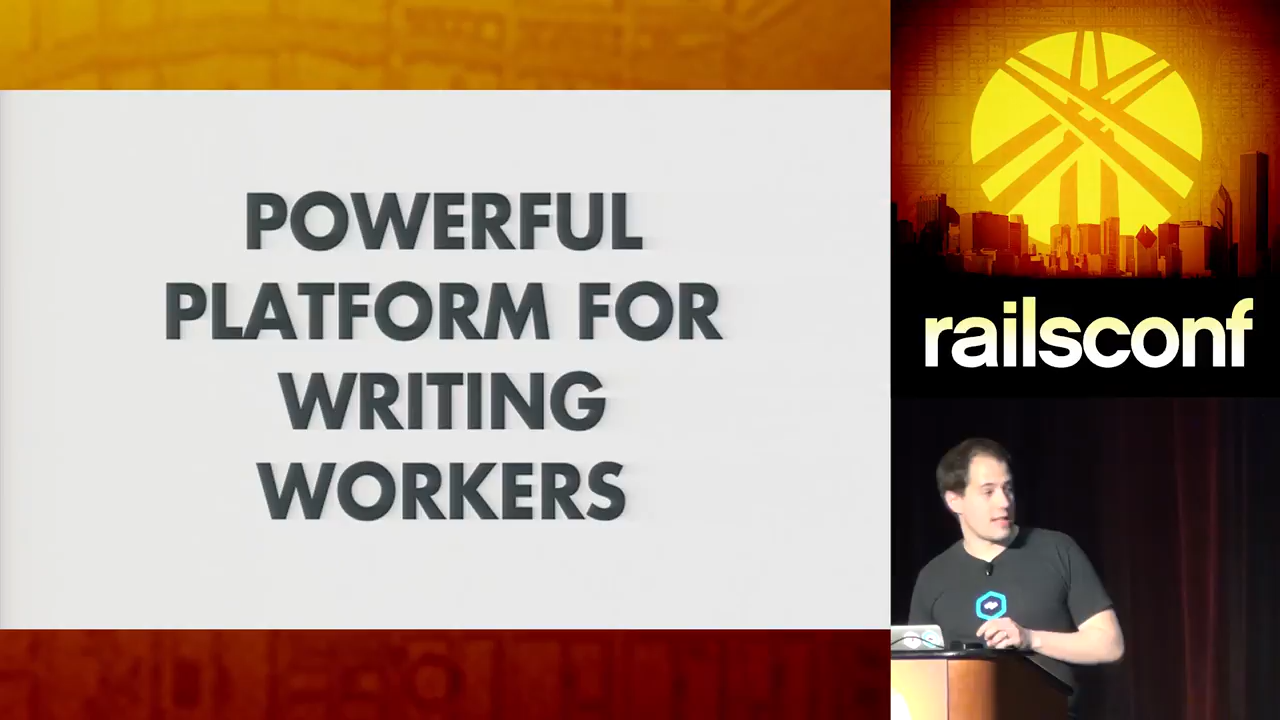 POWERFUL
PLATFORM FOR
WRITING
WORKERS
railsconf